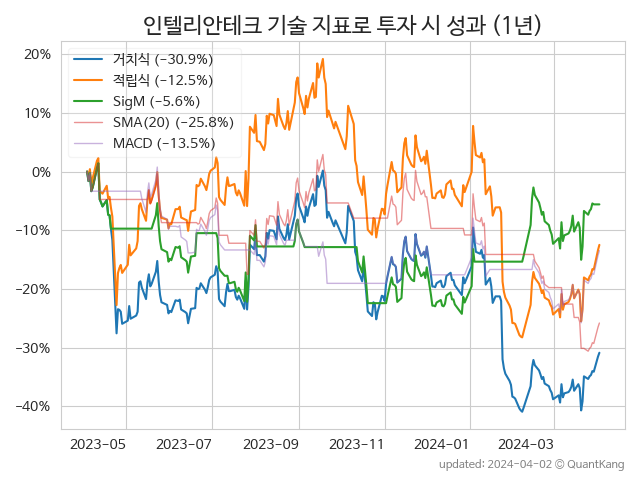 인텔리안테크 기술 지표로 투자 시 성과 (1년)
거치식 (−30.9%)
적립식 (−12.5%)
SigM (−5.6%)
SMA(20) (−25.8%)
MACD (−13.5%)
20%
10%
0%
−10%
−20%
−30%
−40%
2023-05
2023-07
2023-09
2023-11
2024-01
2024-03
updated: 2024-04-02 © QuantKang